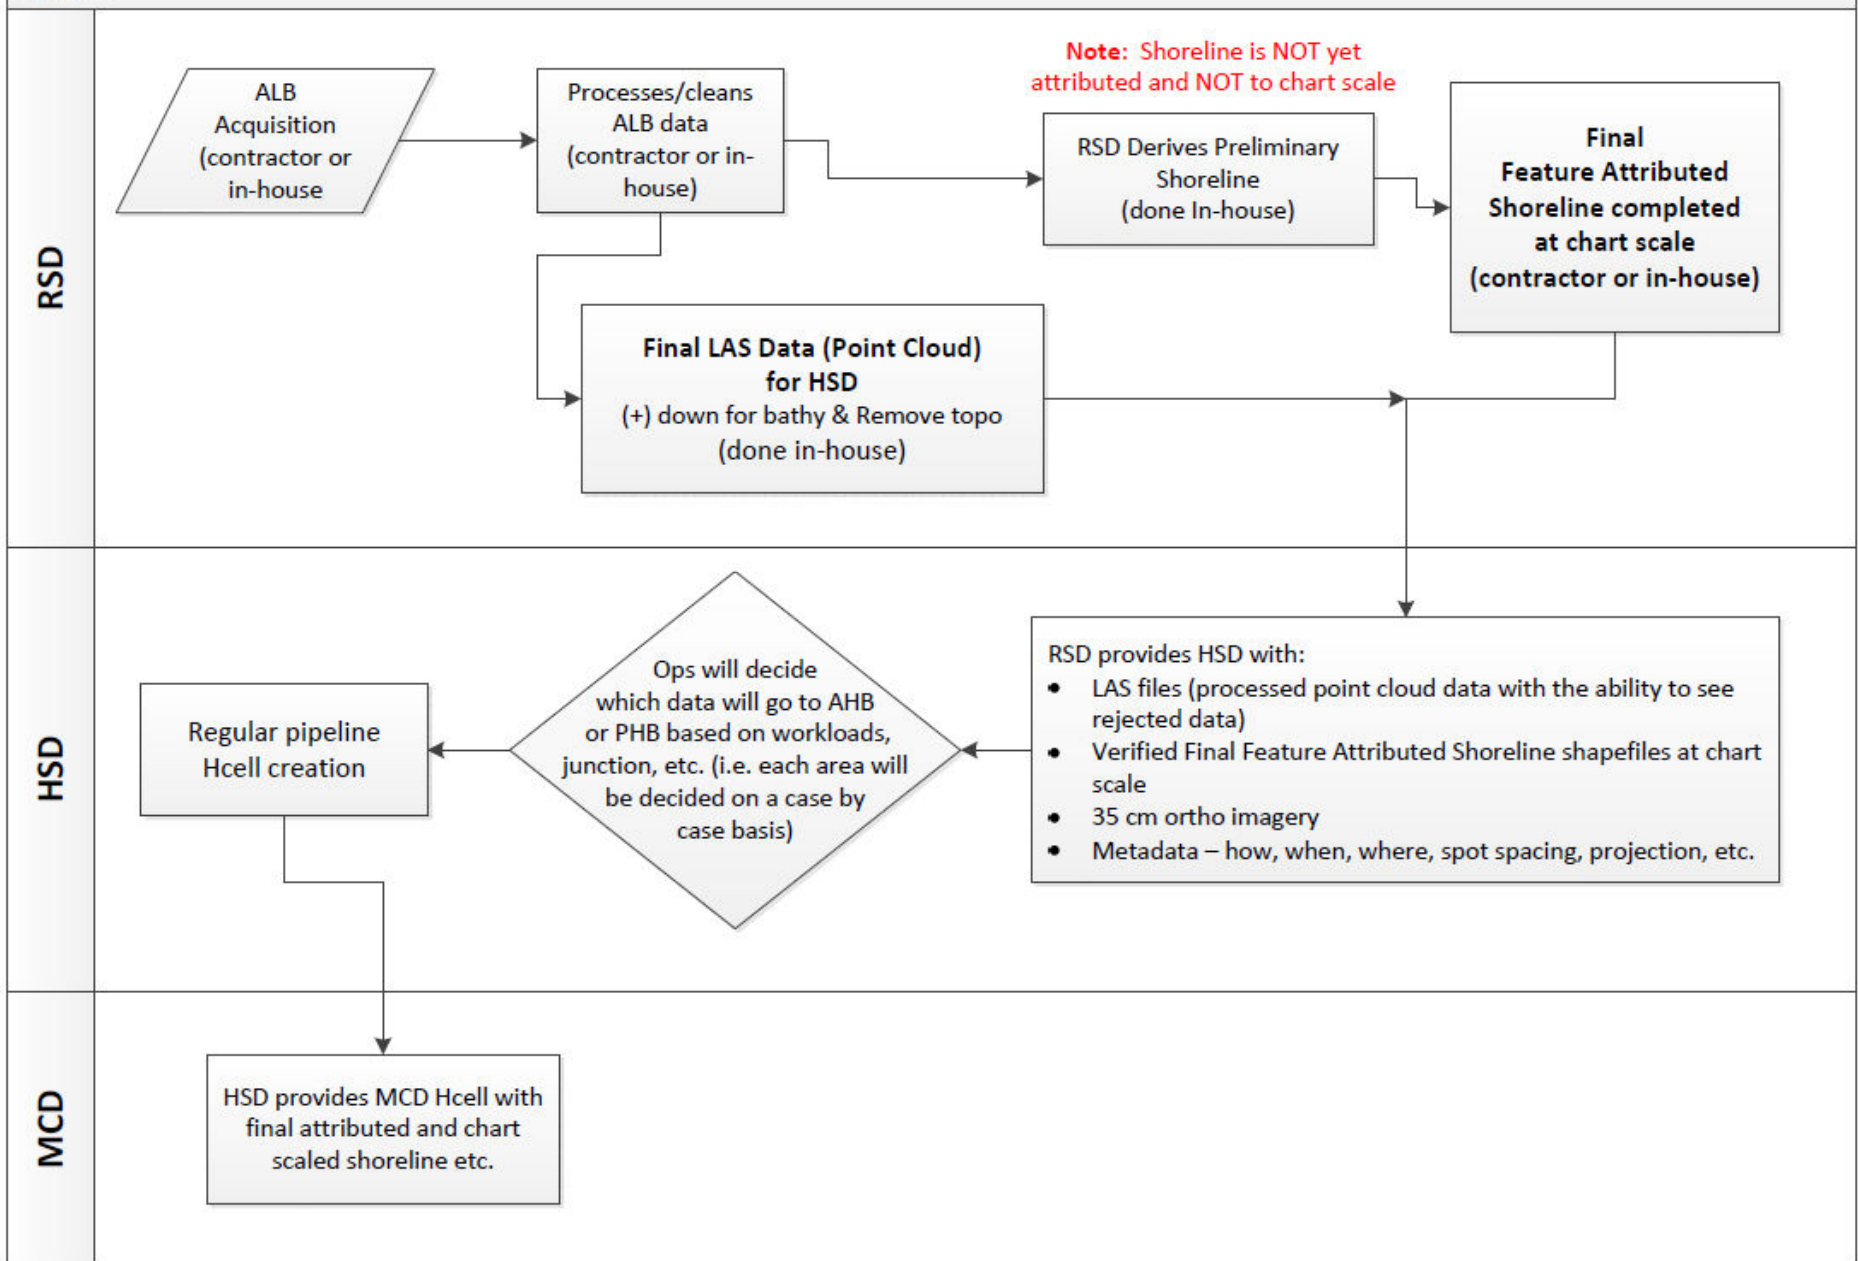 RSD
ALB
Acquisition
(contractor or
in-house
Processes/cleans
ALB data
(contractor or in-
house)
Note: Shoreline is NOT yet
attributed and NOT to chart scale
RSD Derives Preliminary
Shoreline
(done In-house)
Final
Feature Attributed
Shoreline completed
at chart scale
(contractor or in-house)
Final LAS Data (Point Cloud)
for HSD
(+) down for bathy & Remove topo
(done in-house)
HSD
RSD provides HSD with:
• LAS files (processed point cloud data with the ability to see
rejected data)
• Verified Final Feature Attributed Shoreline shapefiles at chart
scale
• 35 cm ortho imagery
• Metadata – how, when, where, spot spacing, projection, etc.
Ops will decide
which data will go to AHB
or PHB based on workloads,
junction, etc. (i.e. each area will
be decided on a case by
case basis)
Regular pipeline
Hcell creation
MCD
HSD provides MCD Hcell with
final attributed and chart
scaled shoreline etc.